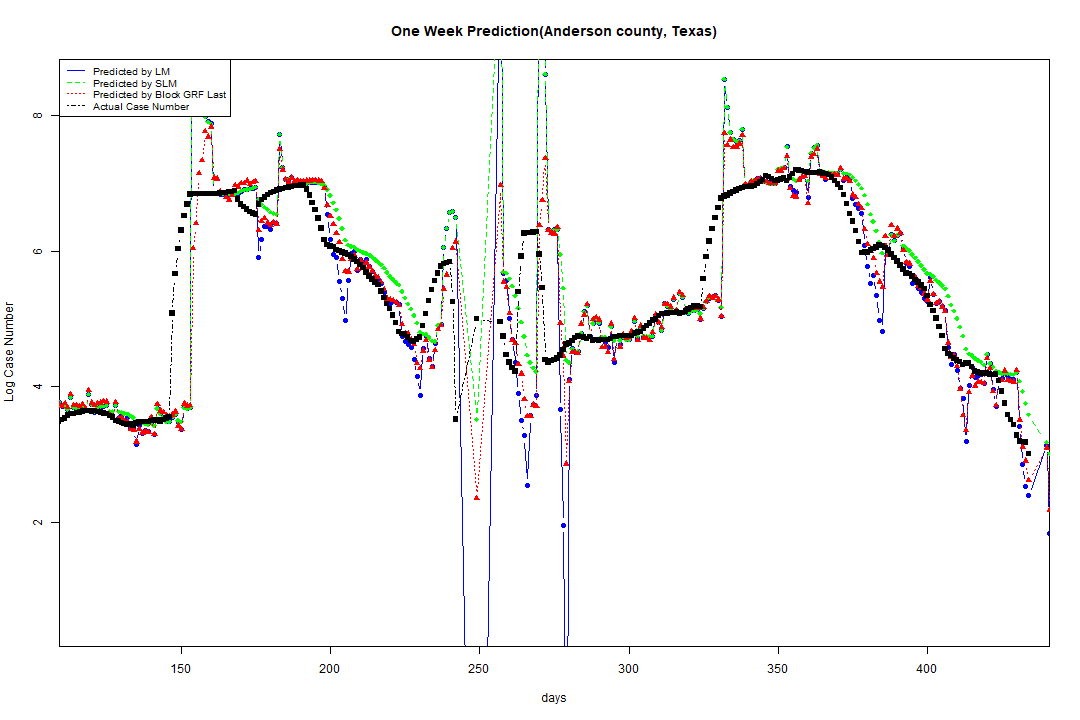 One Week Prediction(Anderson county, Texas)
Predicted by LM
Predicted by SLM
Predicted by Block GRF Last
Actual Case Number
Log Case Number
8
6
4
2
150 200 250 300 350 400
days